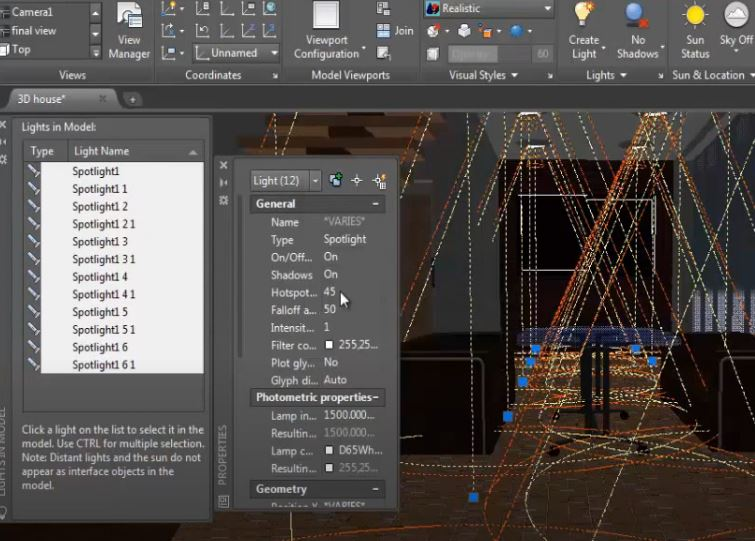 Camera1
final view
Top
View
Manager
Views
Unnamed
Coordinates
Viewport
Configuration
Join
Model Viewports
Realistic
Opacity
60
Visual Styles
Create
Light
No
Shadows
Lights
Sun
Status
Sky Off
Sun & Location
3D house*
Lights in Model:
Type Light Name
Spotlight1
Spotlight1 1
Spotlight1 2
Spotlight1 2 1
Spotlight1 3
Spotlight1 3 1
Spotlight1 4
Spotlight1 4 1
Spotlight1 5
Spotlight1 5 1
Spotlight1 6
Spotlight1 6 1
Click a light on the list to select it in the
model. Use CTRL for multiple selection.
Note: Distant lights and the sun do not
appear as interface objects in the
model.
LIGHTS IN MODEL
Light (12)
General
Name *VARIES*
Type Spotlight
On/Off... On
Shadows On
Hotspot... 45
Falloff a... 50
Intensit... 1
Filter co... 255,25...
Plot gly... No
Glyph di... Auto
Photometric properties
Lamp in... 1500.000...
Resultin... 1500.000...
Lamp c... D65Wh...
Resultin... 255,25...
Geometry
Position X *VARIES*
PROPERTIES